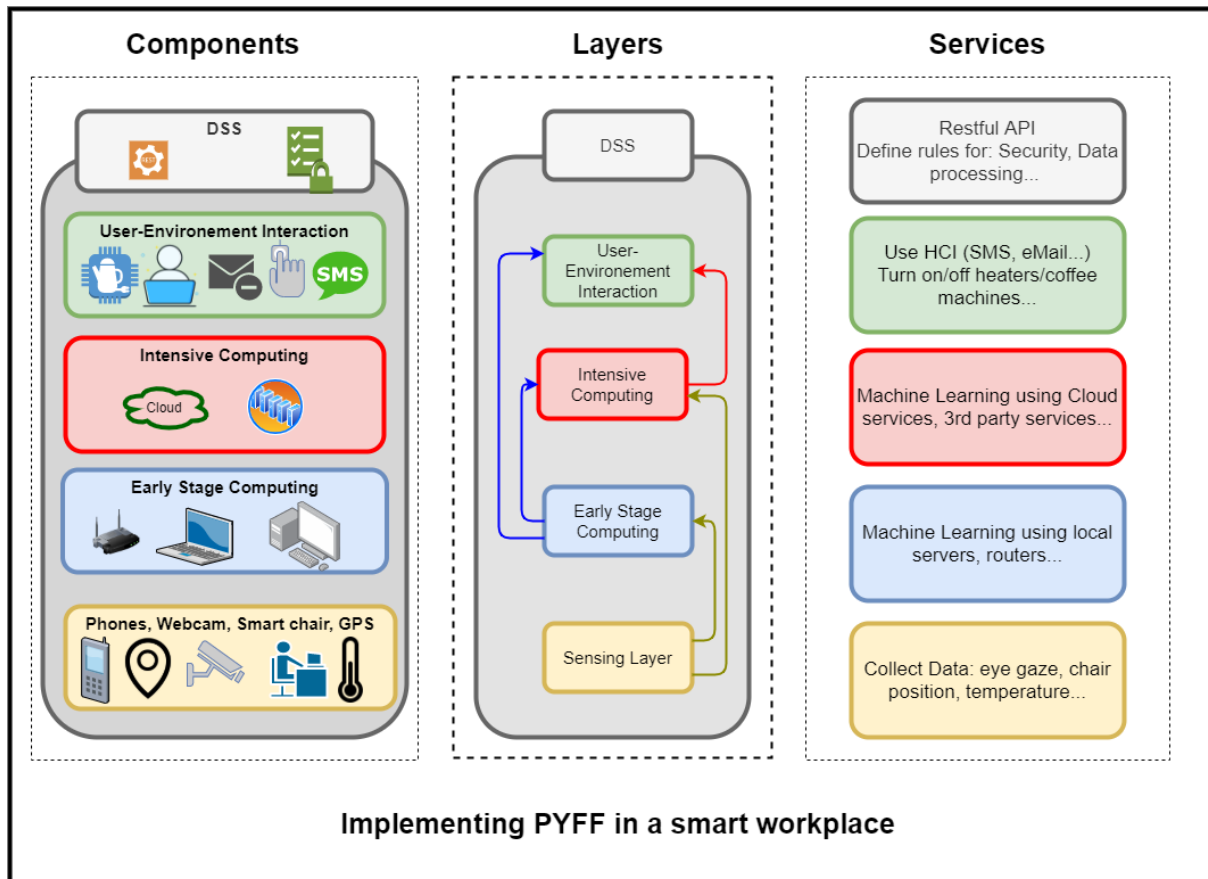 Components
DSS
REST
User-Environement Interaction
SMS
Intensive Computing
Cloud
Early Stage Computing
Phones, Webcam, Smart chair, GPS
Layers
DSS
User-
Environement
Interaction
Intensive
Computing
Early Stage
Computing
Sensing Layer
Services
Restful API
Define rules for: Security, Data
processing...
Use HCI (SMS, eMail...)
Turn on/off heaters/coffee
machines...
Machine Learning using Cloud
services, 3rd party services...
Machine Learning using local
servers, routers...
Collect Data: eye gaze, chair
position, temperature...
Implementing PYFF in a smart workplace